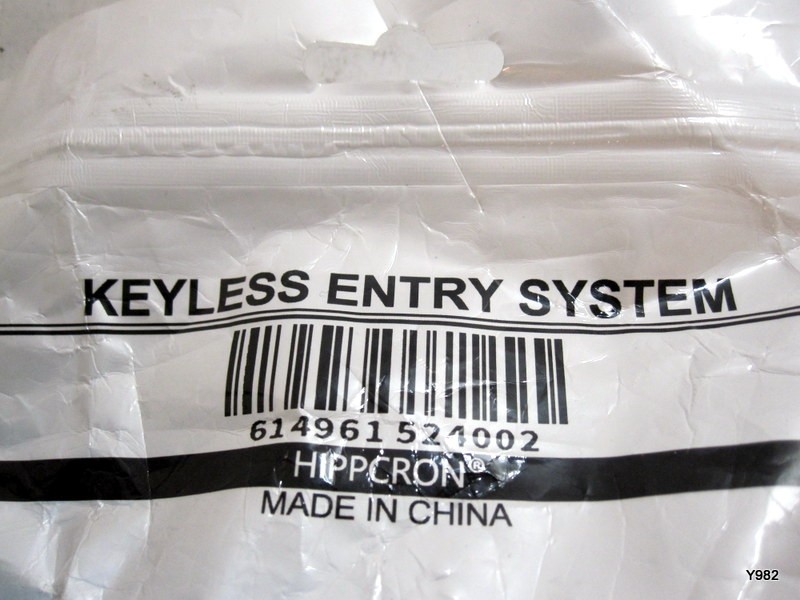 KEYLESS ENTRY SYSTEM
614961 524002
HIPPCRON®
MADE IN CHINA
Y982